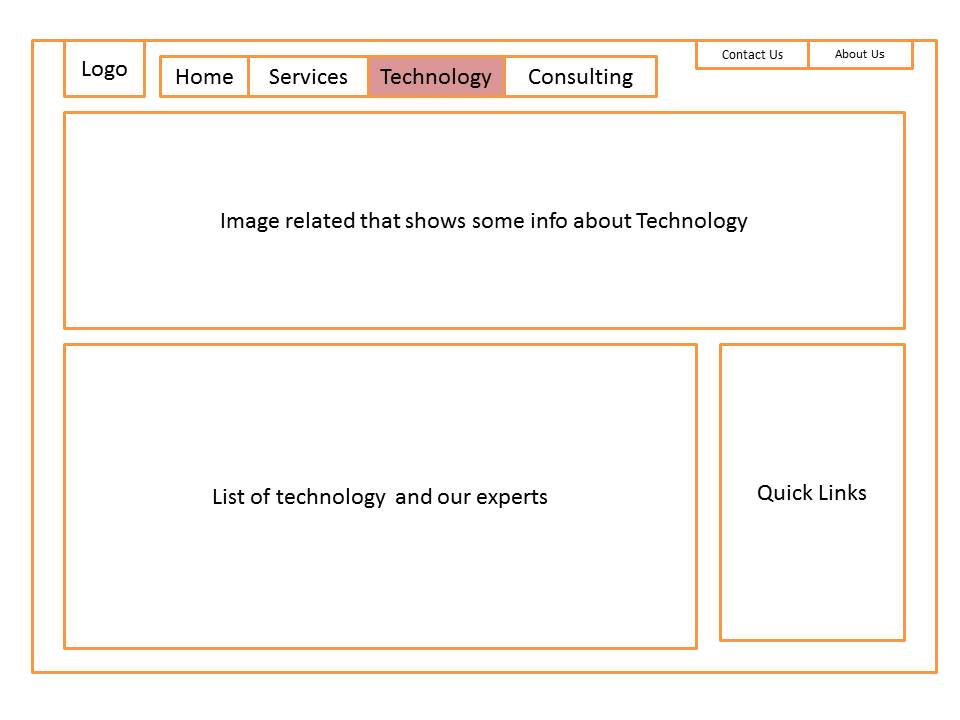 Logo
Home
Services
Technology
Consulting
Contact Us
About Us
Image related that shows some info about Technology
List of technology and our experts
Quick Links